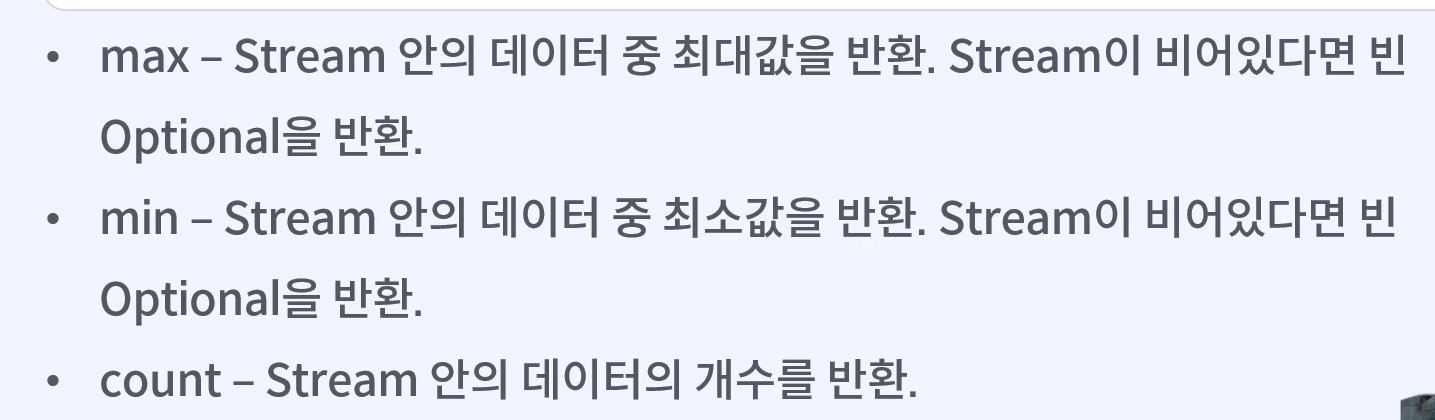 • max – Stream 안의 데이터 중 최대값을 반환. Stream이 비어있다면 빈
Optional을 반환.
• min – Stream 안의 데이터 중 최소값을 반환. Stream이 비어있다면 빈
Optional을 반환.
• count – Stream 안의 데이터의 개수를 반환.